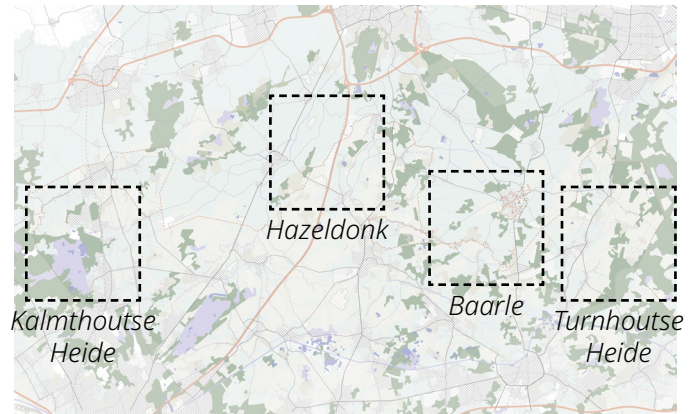 Hazeldonk
Baarle
Kalmthoutse
Heide
Turnhoutse
Heide